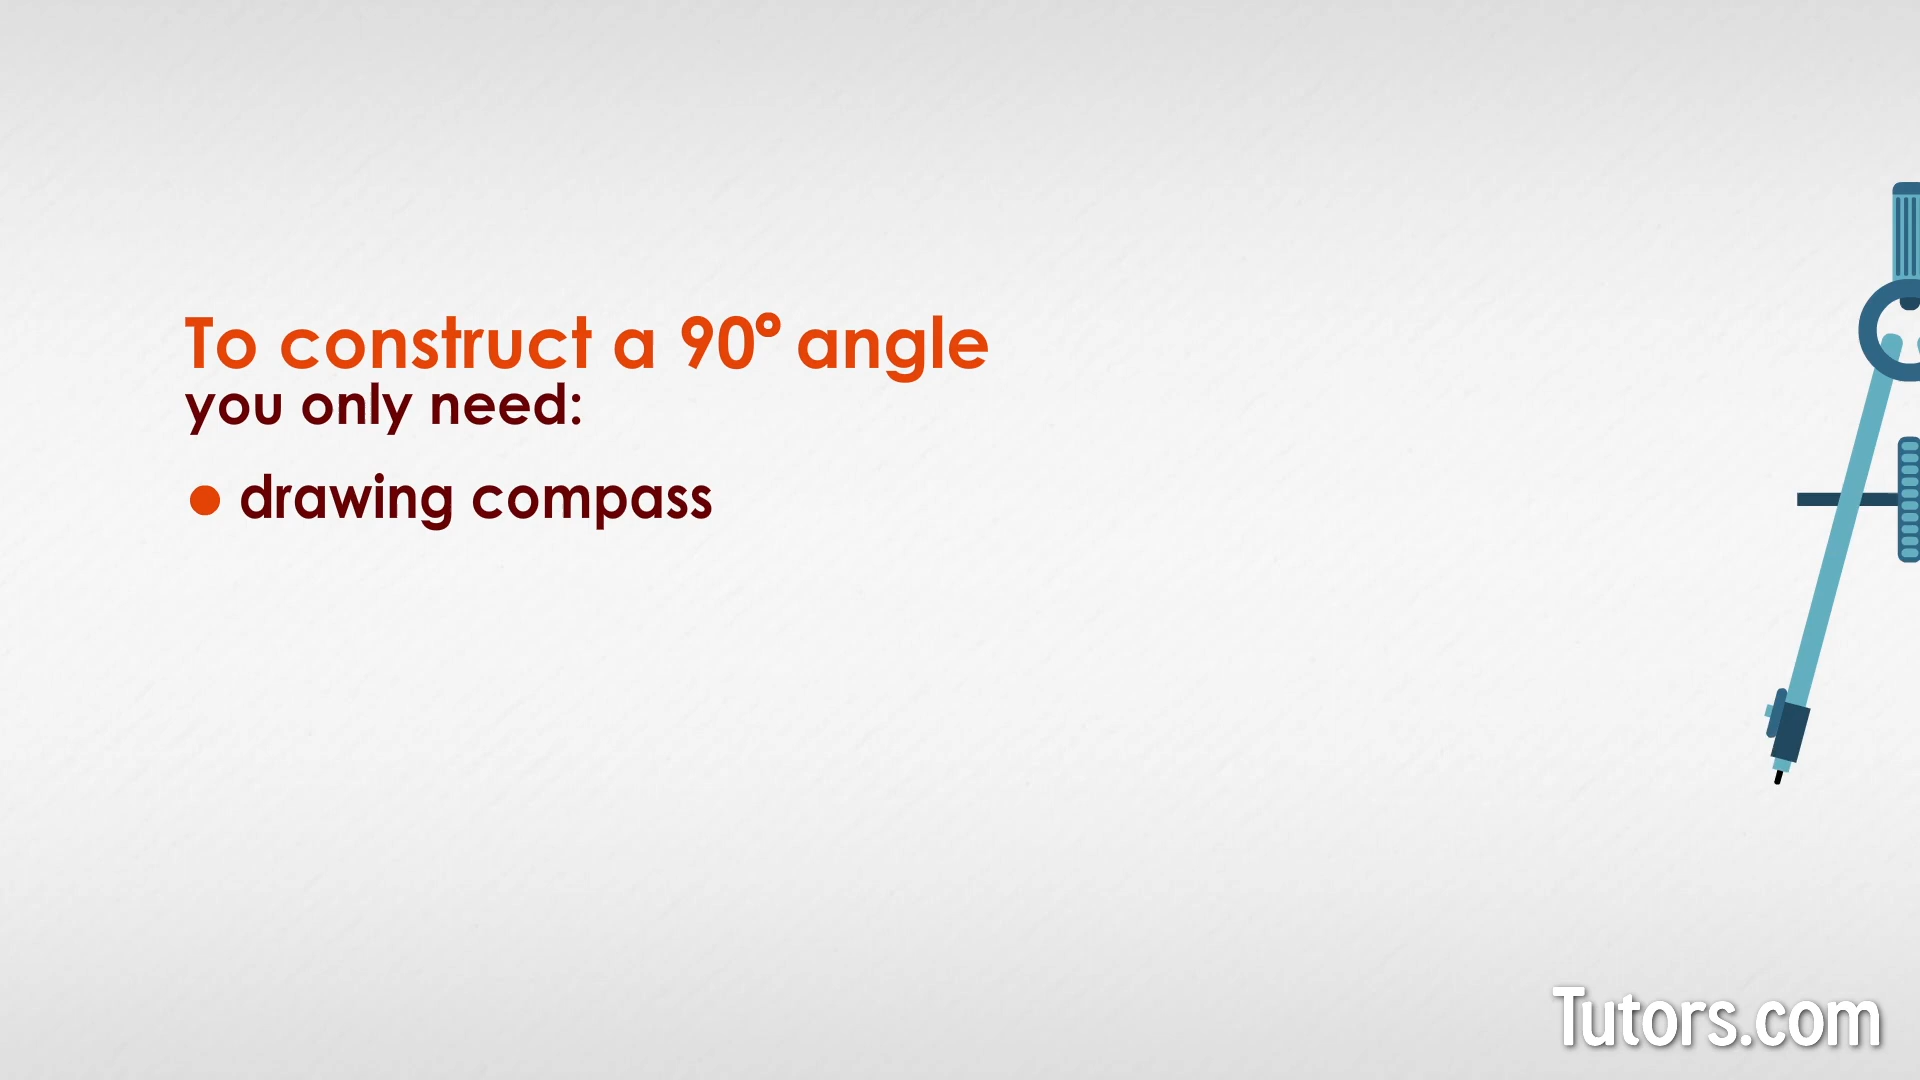 To construct a 90° angle
you only need:
• drawing compass
Tutors.com